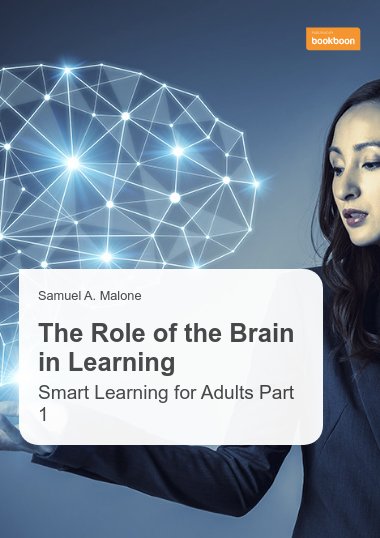 bookboon
Samuel A. Malone
The Role of the Brain
in Learning
Smart Learning for Adults Part
1